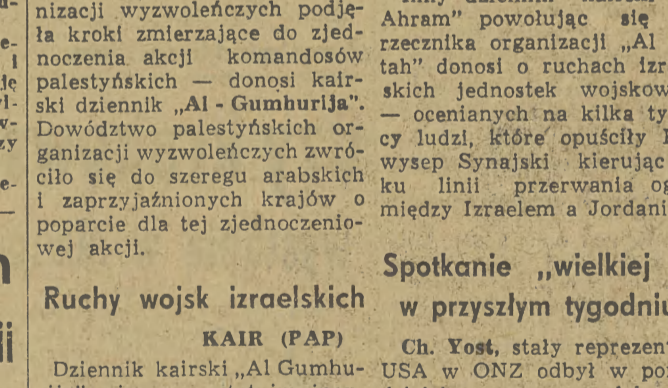 nizacji wyzwoleńczych podję-
ła kroki zmierzające do zjed-
noczenia akcji komandosów
palestyńskich — donosi kair-
ski dziennik „Al - Gumhurija".
Dowództwo palestyńskich or-
ganizacji wyzwoleńczych zwró-
ciło się do szeregu arabskich
i zaprzyjaźnionych krajów o
poparcie dla tej zjednoczenio-
wej akcji.
Ruchy wojsk izraelskich
KAIR (PAP)
Dziennik kairski „Al Gumhu-
Ahram" powołując się
rzecznika organizacji „Al
tah" donosi o ruchach izr
skich jednostek wojskow
— ocenianych na kilka ty
cy ludzi, które opuściły
wysep Synajski kierując
ku linii przerwania og
między Izraelem a Jordani
Spotkanie „wielkiej
w przyszłym tygodniu
Ch. Yost, stały reprezent
USA w ONZ odbył w po